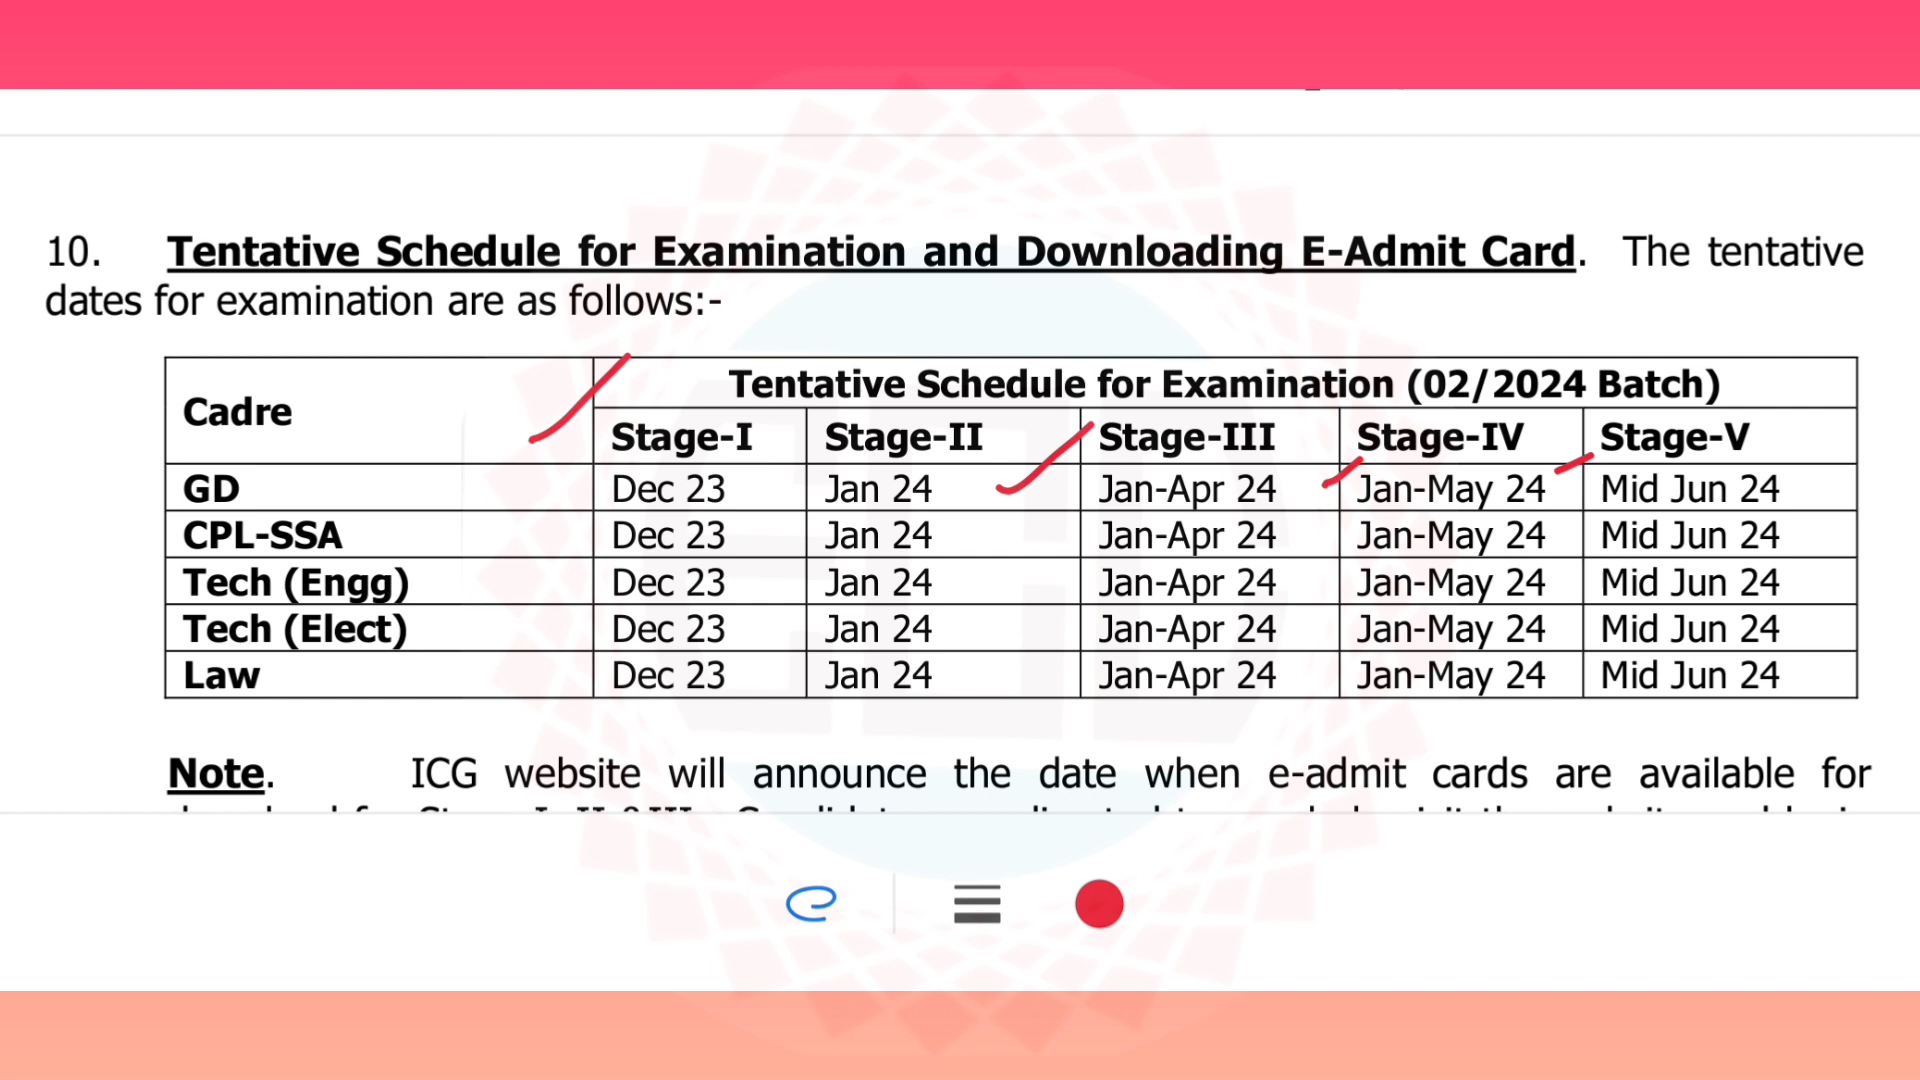 10. Tentative Schedule for Examination and Downloading E-Admit Card. The tentative
dates for examination are as follows:-
Cadre
Tentative Schedule for Examination (02/2024 Batch)
Stage-I Stage-II Stage-III Stage-IV Stage-V
GD Dec 23 Jan 24 Jan-Apr 24 Jan-May 24 Mid Jun 24
CPL-SSA Dec 23 Jan 24 Jan-Apr 24 Jan-May 24 Mid Jun 24
Tech (Engg) Dec 23 Jan 24 Jan-Apr 24 Jan-May 24 Mid Jun 24
Tech (Elect) Dec 23 Jan 24 Jan-Apr 24 Jan-May 24 Mid Jun 24
Law Dec 23 Jan 24 Jan-Apr 24 Jan-May 24 Mid Jun 24
Note. ICG website will announce the date when e-admit cards are available for